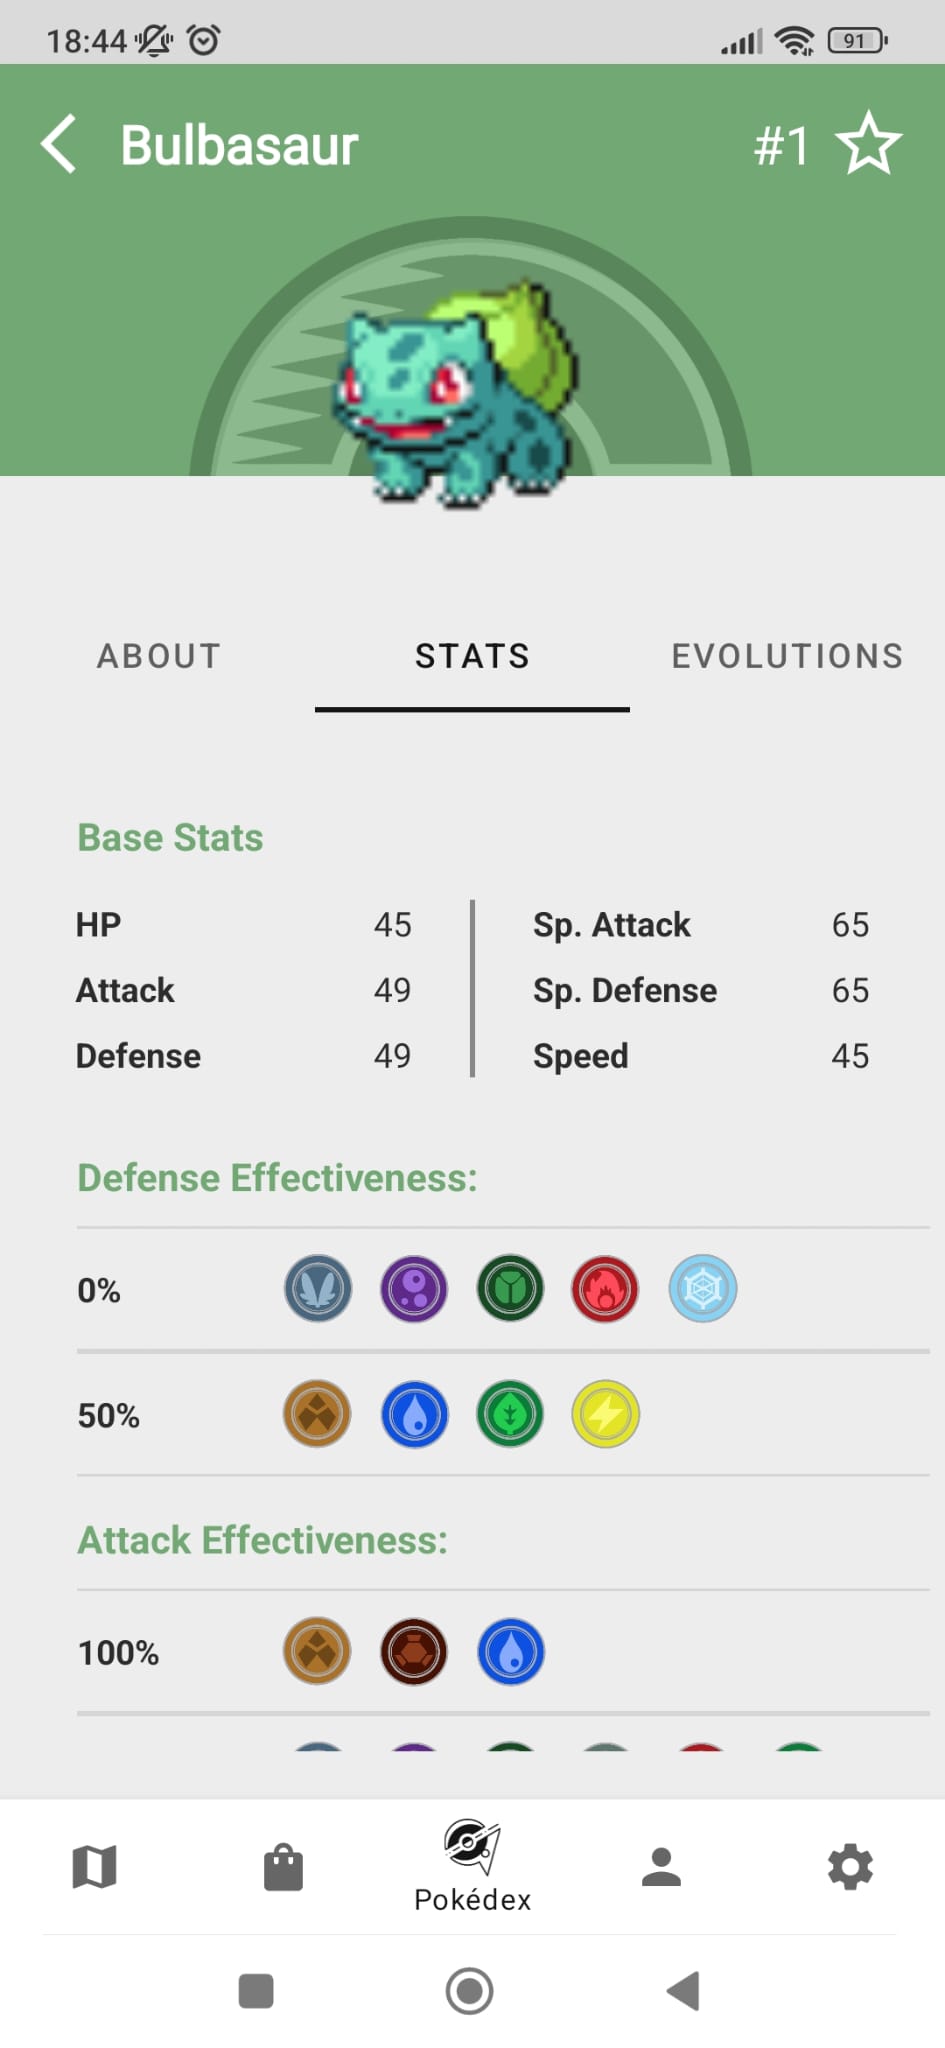 18:44
91
Bulbasaur
#1
ABOUT
STATS
EVOLUTIONS
Base Stats
HP 45
Sp. Attack 65
Attack 49
Sp. Defense 65
Defense 49
Speed 45
Defense Effectiveness:
0%
50%
Attack Effectiveness:
100%
Pokédex